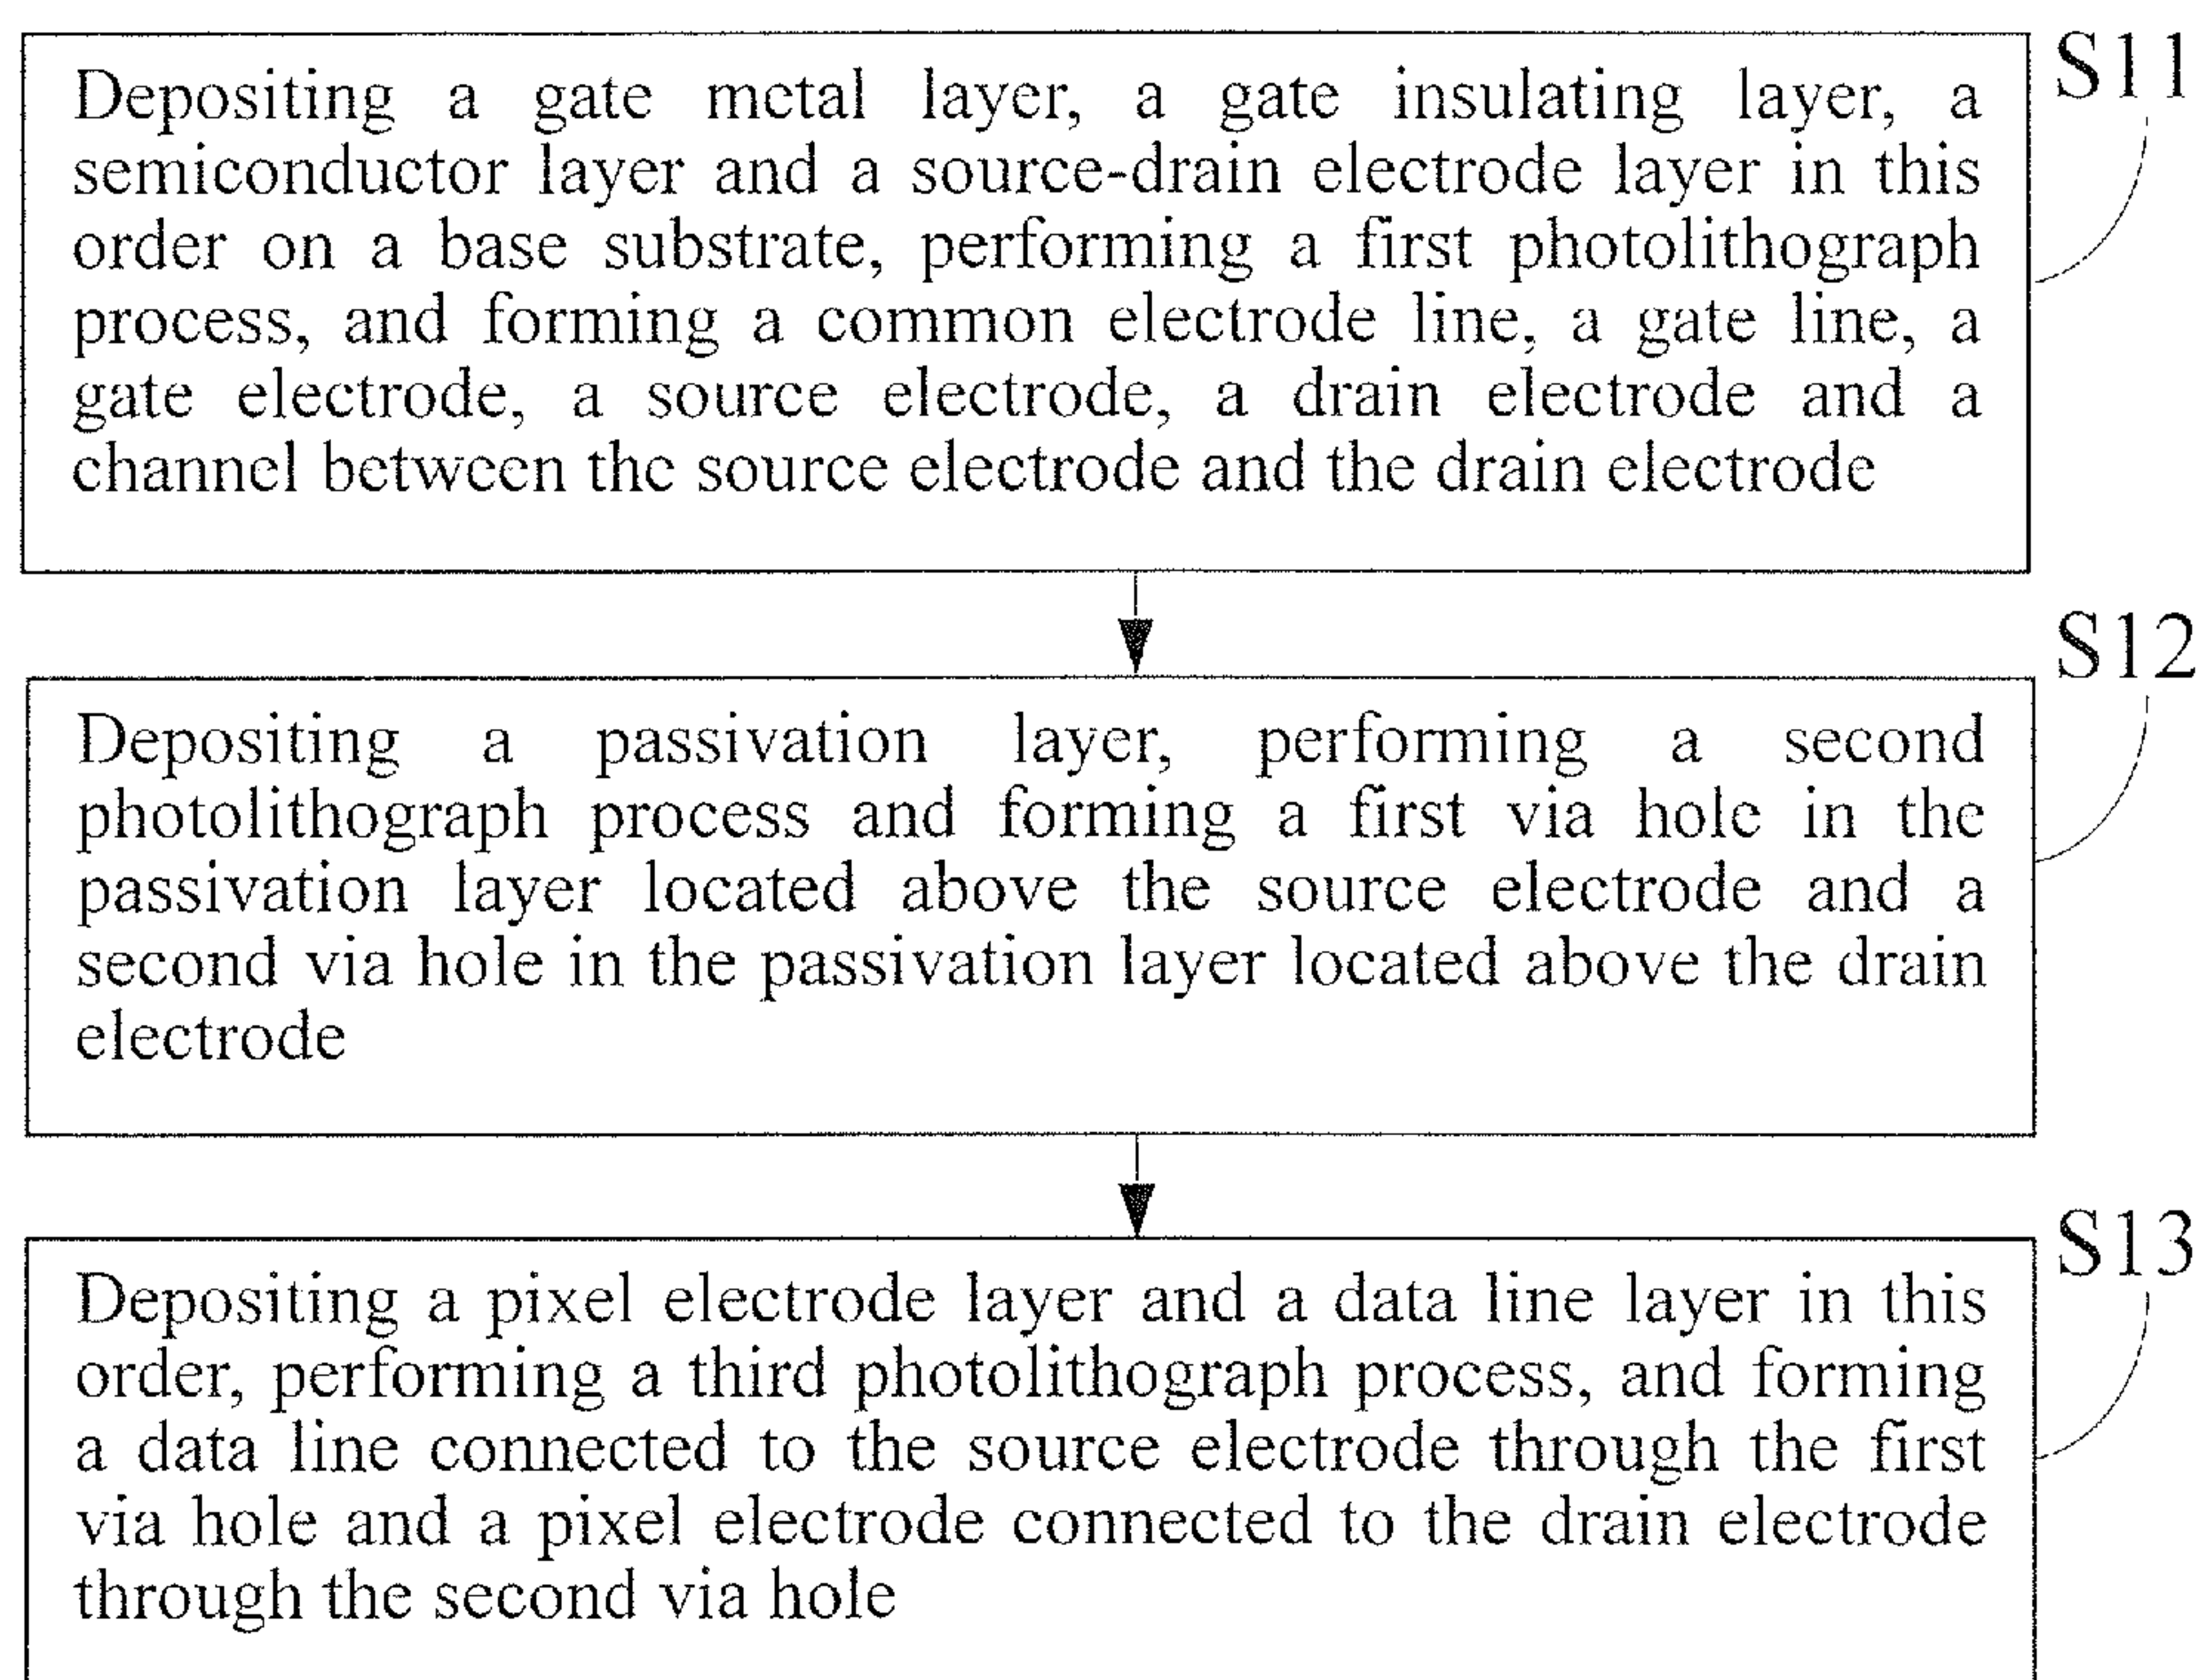 S11
Depositing a gate metal layer, a gate insulating layer, a
semiconductor layer and a source-drain electrode layer in this
order on a base substrate, performing a first photolithograph
process, and forming a common electrode line, a gate line, a
gate electrode, a source electrode, a drain electrode and a
channel between the source electrode and the drain electrode
S12
Depositing a passivation layer, performing a second
photolithograph process and forming a first via hole in the
passivation layer located above the source electrode and a
second via hole in the passivation layer located above the drain
electrode
S13
Depositing a pixel electrode layer and a data line layer in this
order, performing a third photolithograph process, and forming
a data line connected to the source electrode through the first
via hole and a pixel electrode connected to the drain electrode
through the second via hole